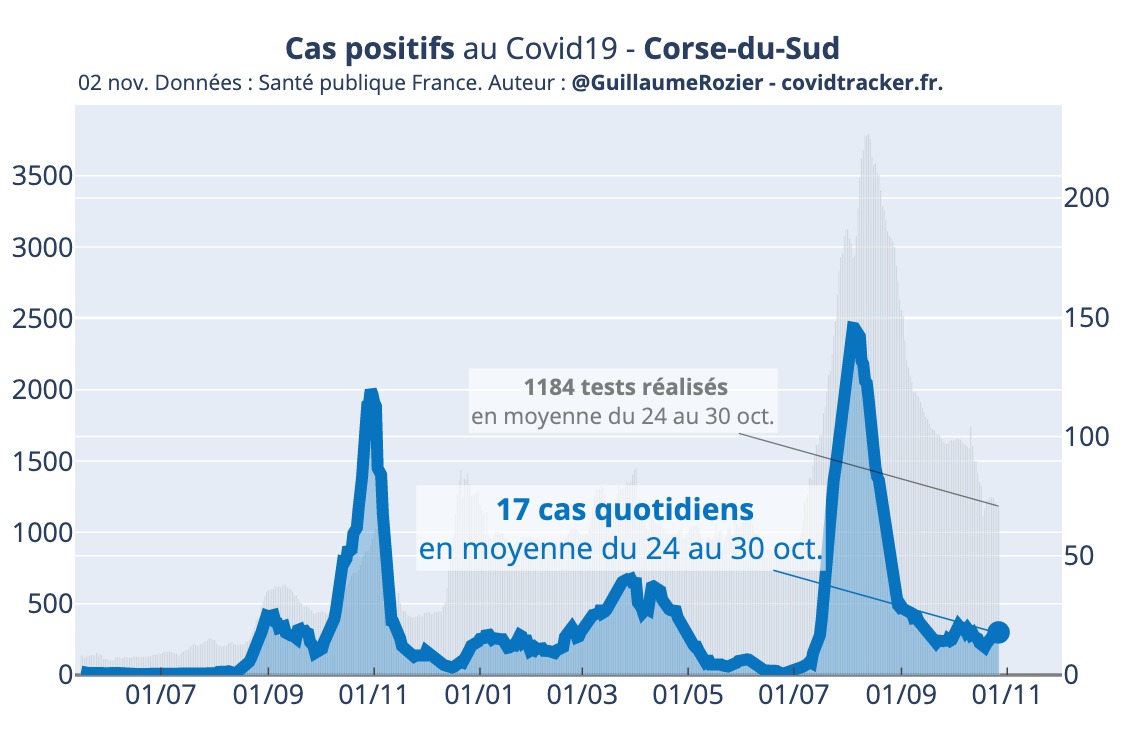 Cas positifs au Covid19 - Corse-du-Sud
02 nov. Données : Santé publique France. Auteur : @GuillaumeRozier - covidtracker.fr.
3500
3000
2500
2000
1500
1000
500
0
200
150
100
50
0
1184 tests réalisés
en moyenne du 24 au 30 oct.
17 cas quotidiens
en moyenne du 24 au 30 oct.
01/07 01/09 01/11 01/01 01/03 01/05 01/07 01/09 01/11